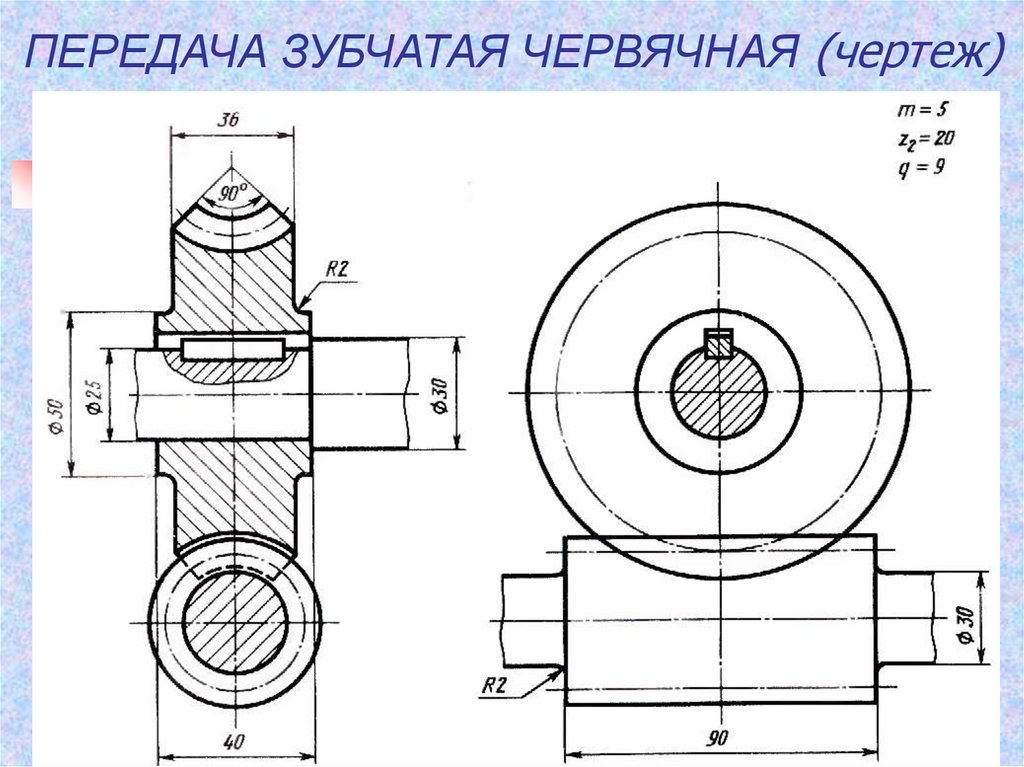 ПЕРЕДАЧА ЗУБЧАТАЯ ЧЕРВЯЧНАЯ (чертеж)
m = 5
z₂ = 20
q = 9
36
90°
R2
Ф50
Ф25
Ф30
40
R2
90
Ф30